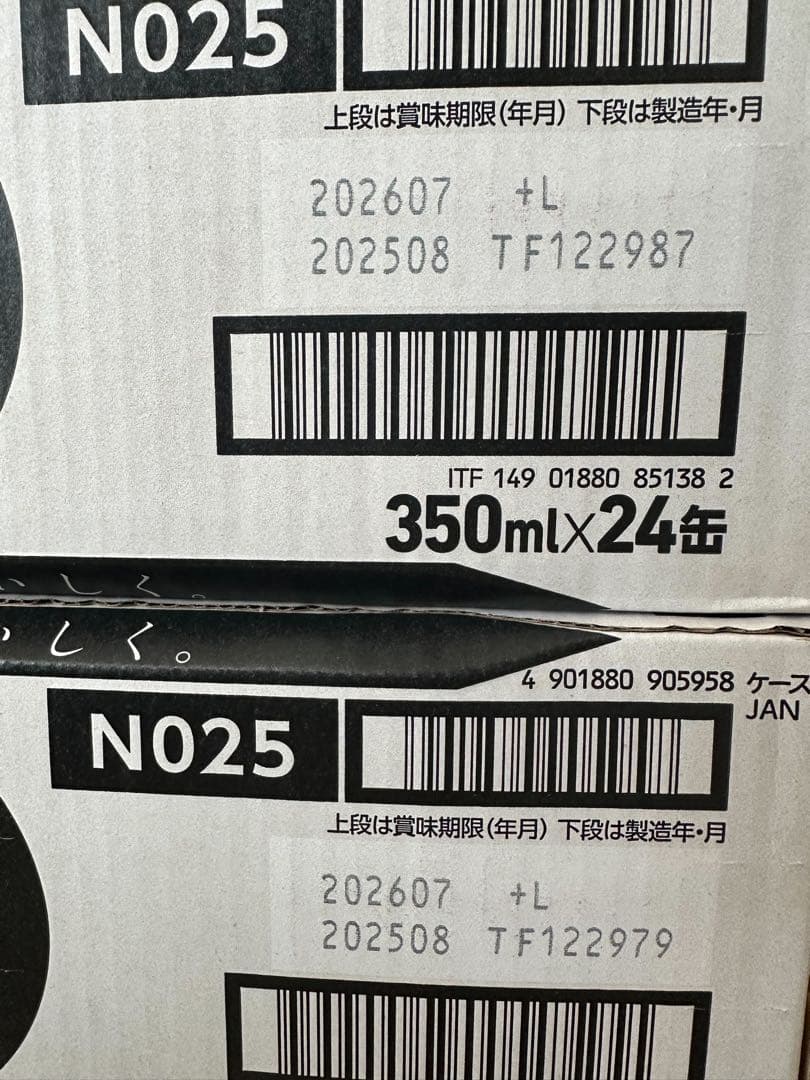 N025
上段は賞味期限(年月) 下段は製造年・月
202607 +L
202508 TF122987
ITF 149 01880 85138 2
350ml×24缶
しく。
いしく。
4 901880 905958 ケース
JAN
N025
上段は賞味期限(年月) 下段は製造年・月
202607 +L
202508 TF122979